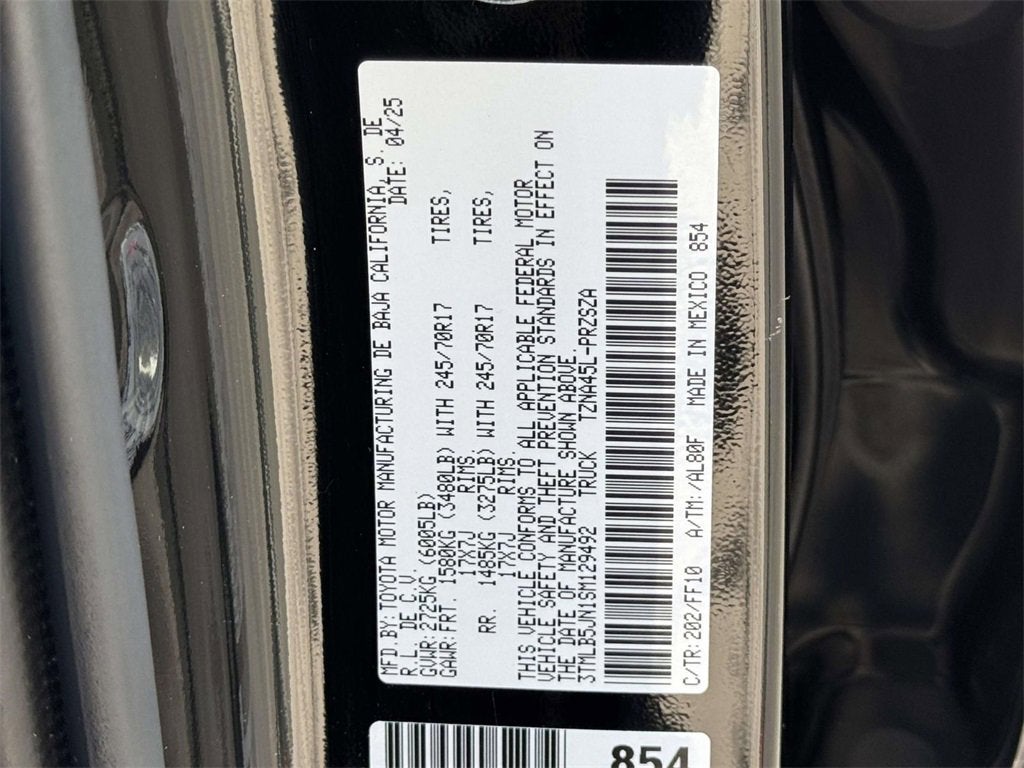 MFD.BY:TOYOTA MOTOR MANUFACTURING DE BAJA CALIFORNIA, S. DE
R.L. DE C.V. DATE: 04/25
GVWR:2725KG (6005LB)
GAWR:FRT. 1580KG (3480LB) WITH 245/70R17 TIRES,
17X7J RIMS.
RR. 1485KG (3275LB) WITH 245/70R17 TIRES,
17X7J RIMS.
THIS VEHICLE CONFORMS TO ALL APPLICABLE FEDERAL MOTOR
VEHICLE SAFETY AND THEFT PREVENTION STANDARDS IN EFFECT ON
THE DATE OF MANUFACTURE SHOWN ABOVE.
3TMLB5JN1SM129492 TRUCK TZNA45L-PRZSZA
C/TR:202/FF10 A/TM:/AL80F MADE IN MEXICO 854
854